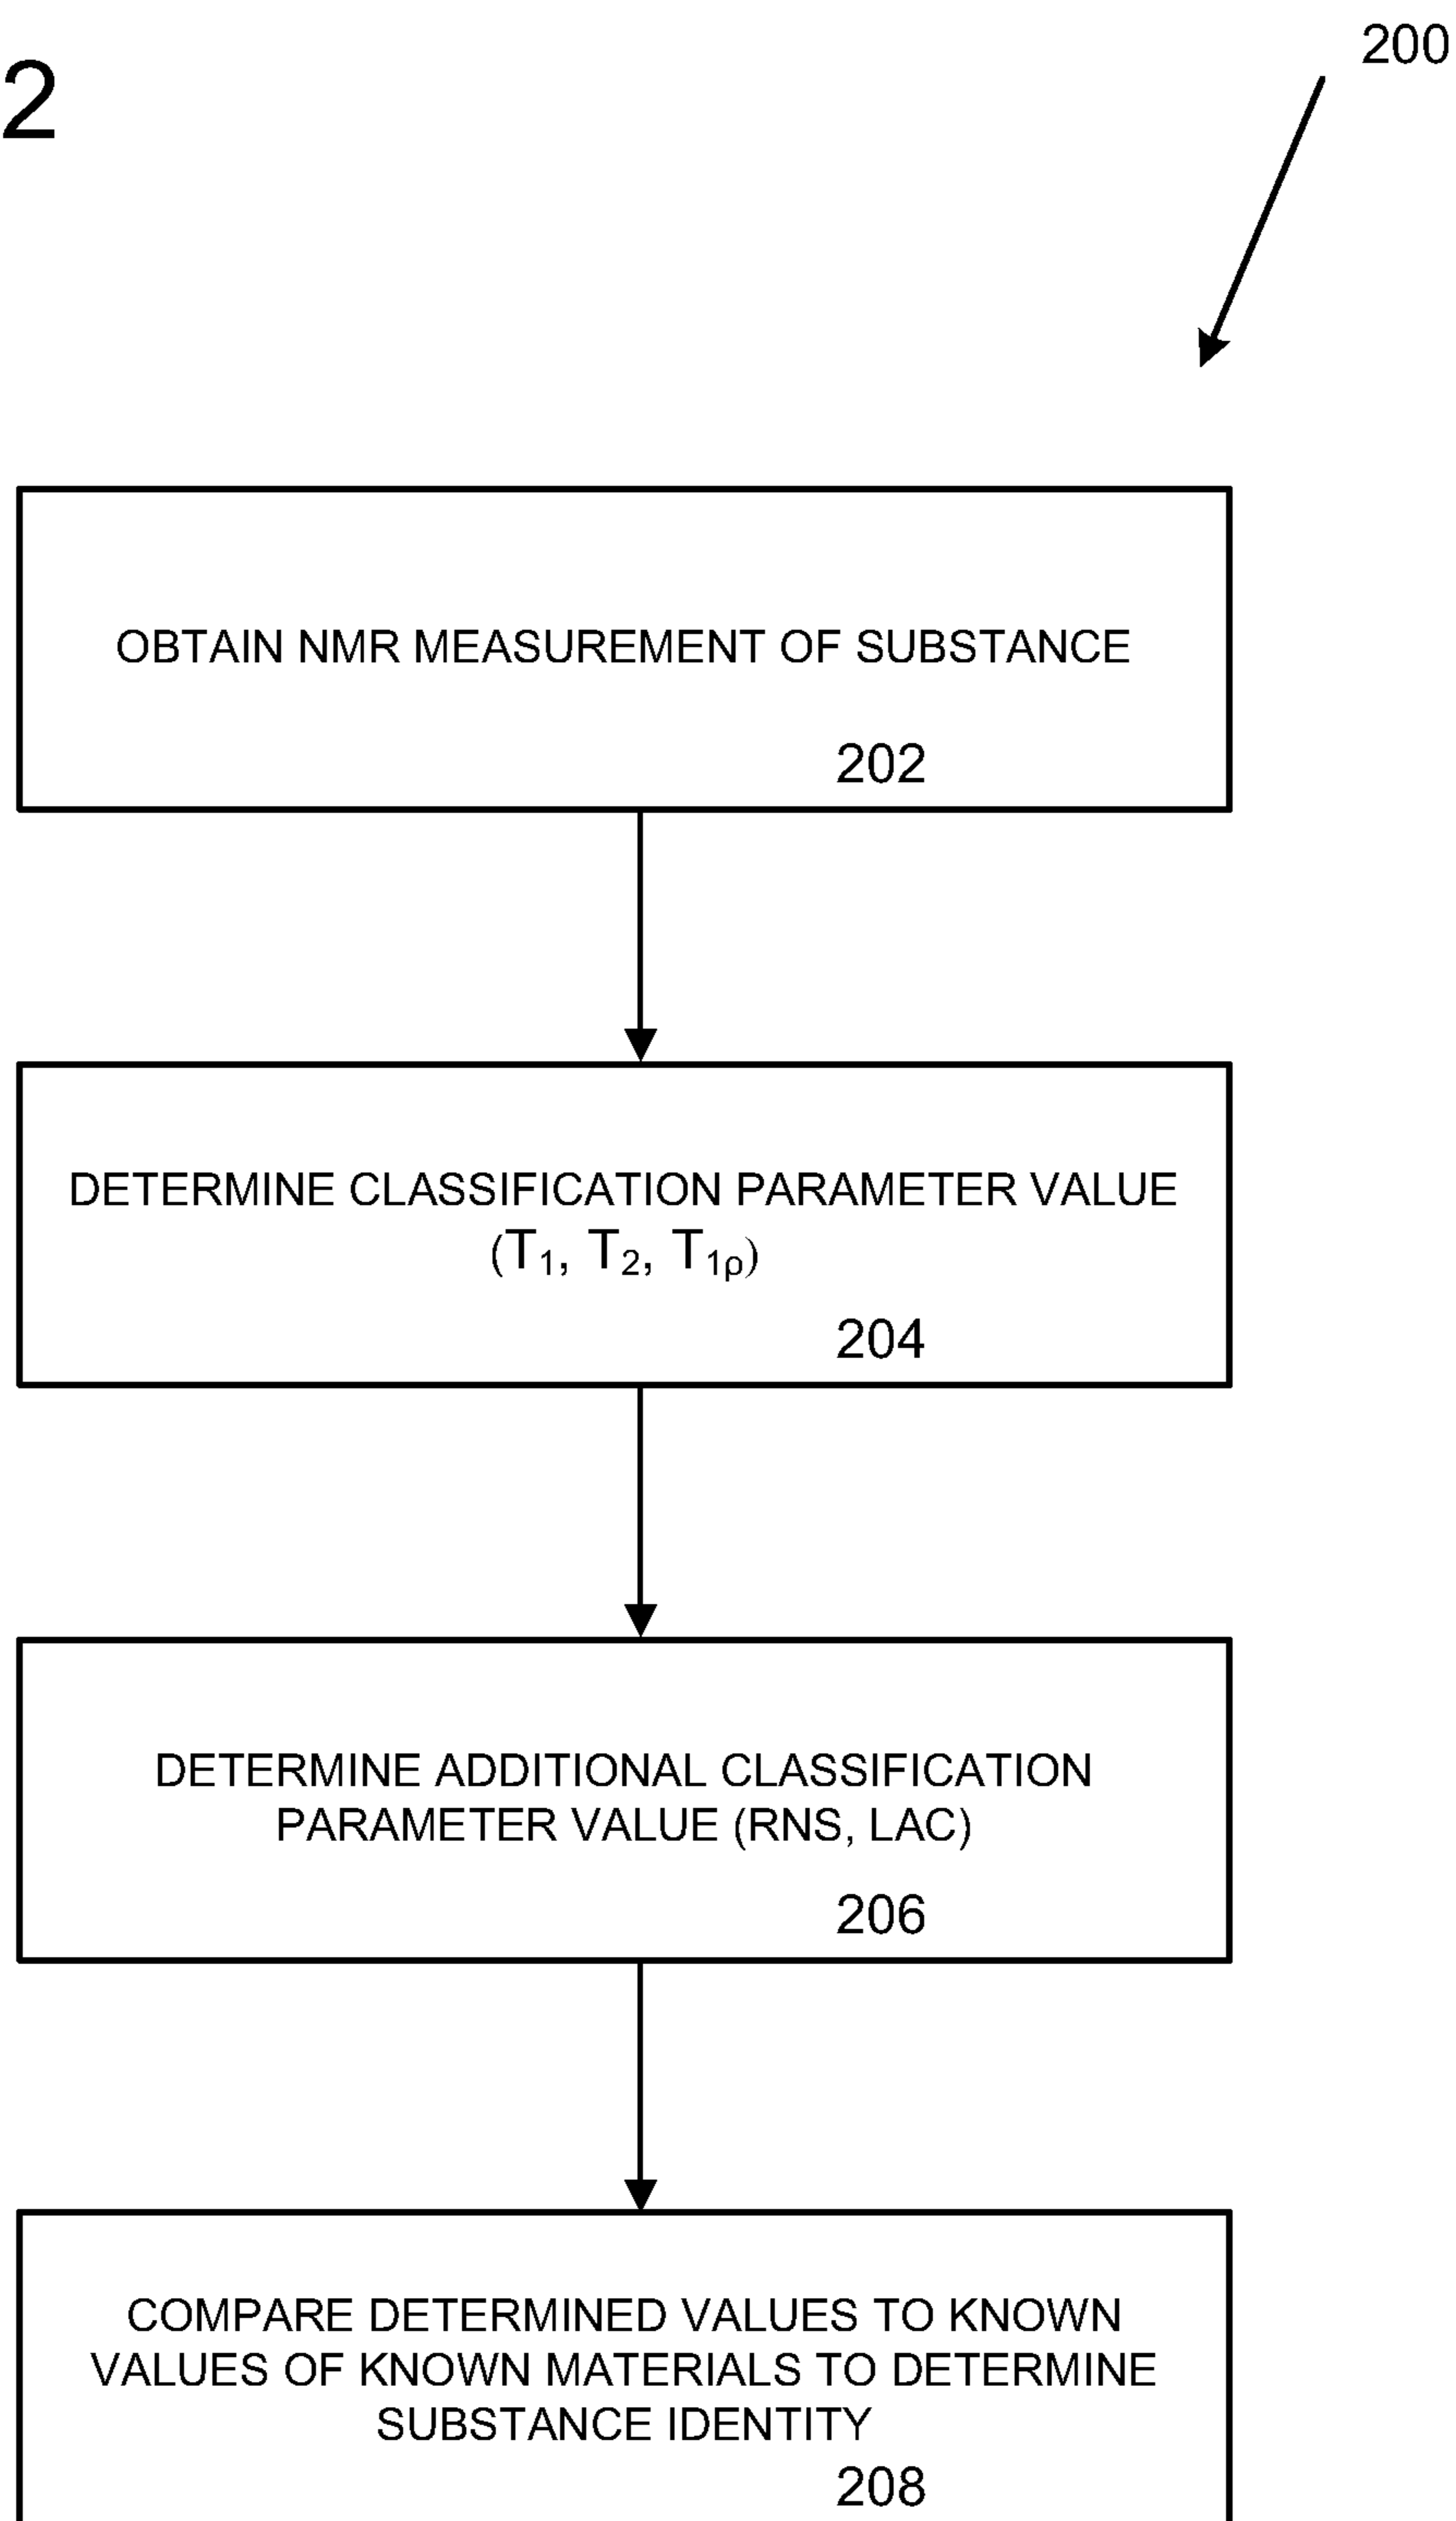 2
200
OBTAIN NMR MEASUREMENT OF SUBSTANCE
202
DETERMINE CLASSIFICATION PARAMETER VALUE
(T₁, T₂, T₁ρ)
204
DETERMINE ADDITIONAL CLASSIFICATION
PARAMETER VALUE (RNS, LAC)
206
COMPARE DETERMINED VALUES TO KNOWN
VALUES OF KNOWN MATERIALS TO DETERMINE
SUBSTANCE IDENTITY
208